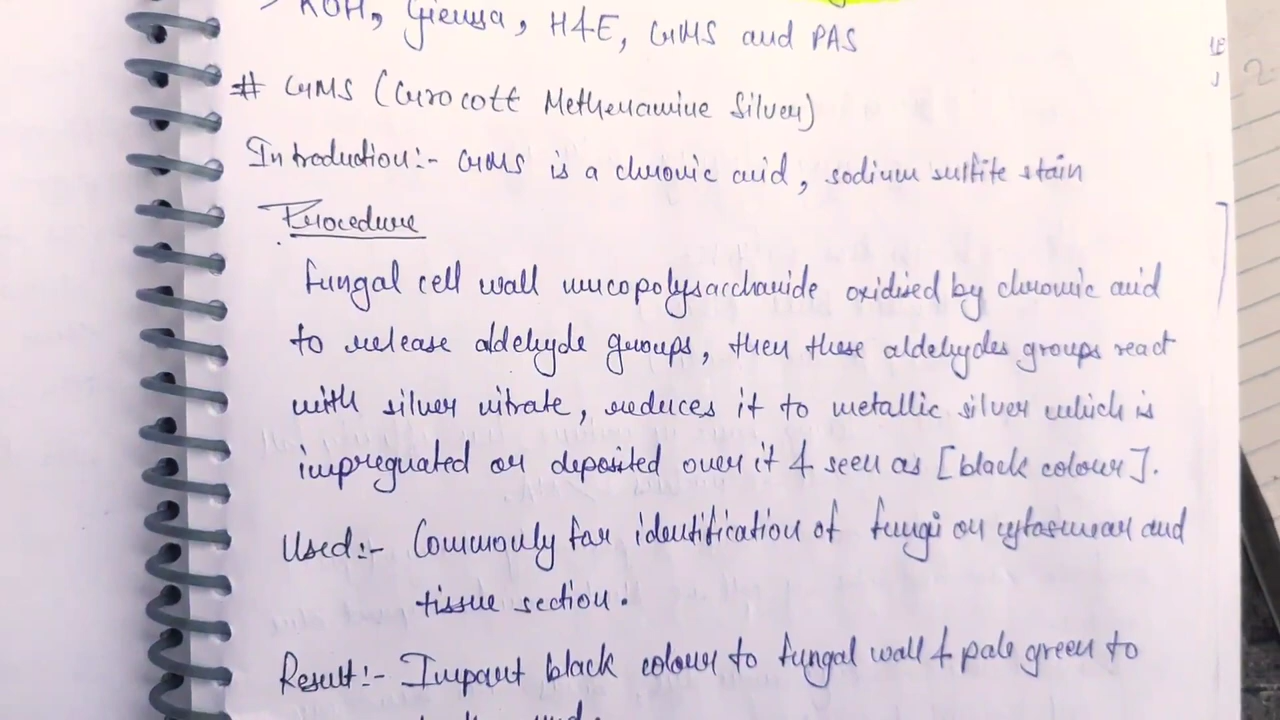 KOH, Giemsa, H&E, GMS and PAS
# GMS (Grocott Methenamine Silver)
Introduction:- GMS is a chromic acid, sodium sulfite stain
Procedure
fungal cell wall mucopolysaccharide oxidised by chromic acid
to release aldehyde groups, then these aldehydes groups react
with silver nitrate, reduces it to metallic silver which is
impregnated or deposited over it & seen as [black colour].
Used:- Commonly for identification of fungi on cytosmear and
tissue section.
Result:- Impart black colour to fungal wall & pale green to